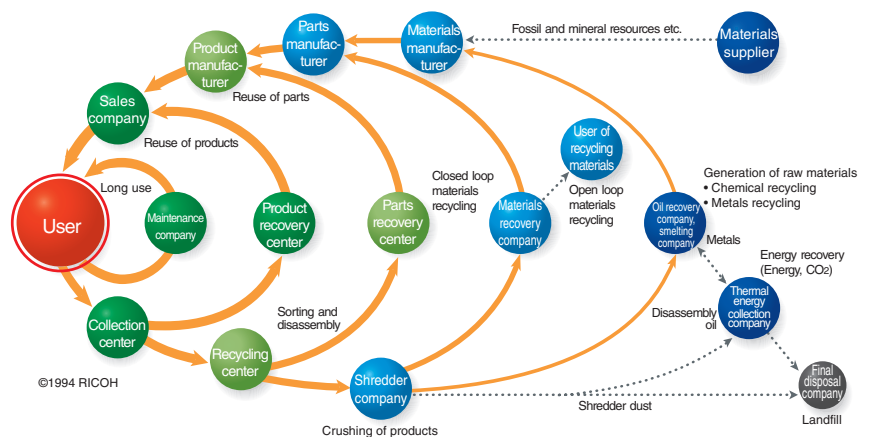 Parts
manufac-
turer
Materials
manufac-
turer
Fossil and mineral resources etc.
Materials
supplier
Product
manufac-
turer
Reuse of parts
Sales
company
Reuse of products
User of
recycling
materials
Long use
Closed loop
materials
recycling
Open loop
materials
recycling
Generation of raw materials
• Chemical recycling
• Metals recycling
User
Maintenance
company
Product
recovery
center
Parts
recovery
center
Materials
recovery
company
Oil recovery
company,
smelting
company
Metals
Energy recovery
(Energy, CO2)
Thermal
energy
collection
company
Disassembly
oil
Collection
center
Sorting and
disassembly
Recycling
center
Shredder
company
Final
disposal
company
©1994 RICOH
Shredder dust
Landfill
Crushing of products